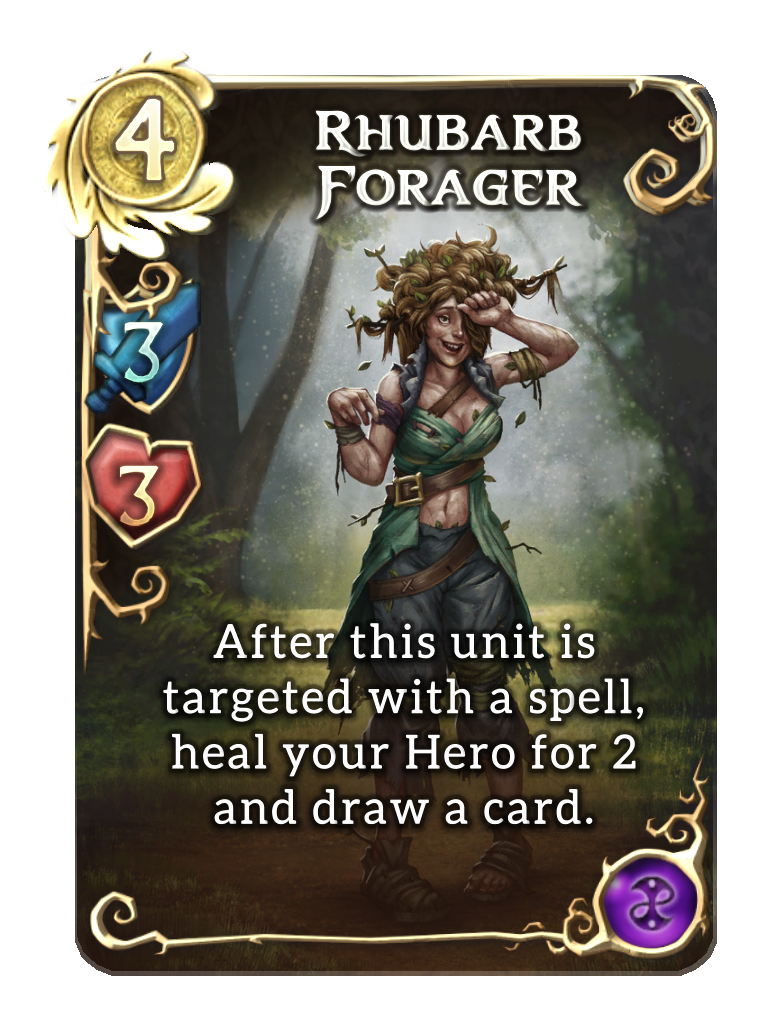 4
Rhubarb
Forager
3
3
After this unit is
targeted with a spell,
heal your Hero for 2
and draw a card.